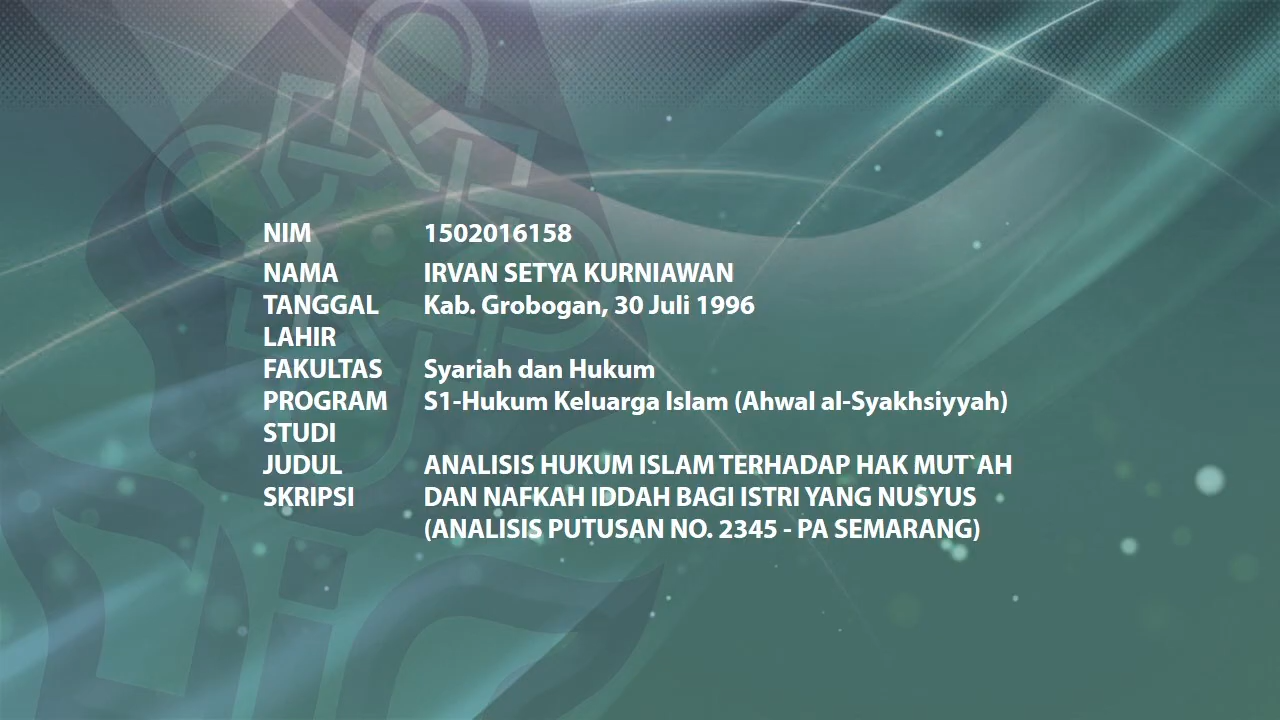 NIM 1502016158
NAMA IRVAN SETYA KURNIAWAN
TANGGAL Kab. Grobogan, 30 Juli 1996
LAHIR
FAKULTAS Syariah dan Hukum
PROGRAM S1-Hukum Keluarga Islam (Ahwal al-Syakhsiyyah)
STUDI
JUDUL ANALISIS HUKUM ISLAM TERHADAP HAK MUT`AH
SKRIPSI DAN NAFKAH IDDAH BAGI ISTRI YANG NUSYUS
(ANALISIS PUTUSAN NO. 2345 - PA SEMARANG)